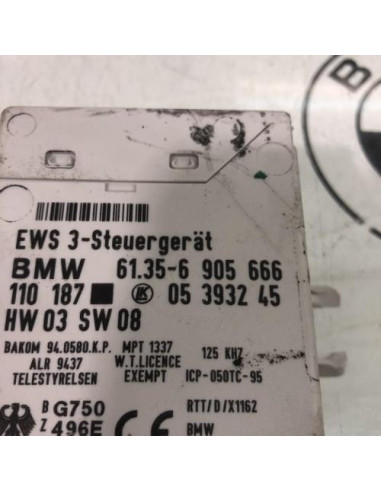 EWS 3-Steuergerät
BMW 61.35-6 905 666
110 187 LK 05 3932 45
HW 03 SW 08
BAKOM 94.0580.K.P. MPT 1337 125 KHZ
ALR 9437 W.T.LICENCE
TELESTYRELSEN EXEMPT ICP-050TC-95
B G750 RTT/D/X1162
Z 496E CE BMW
B